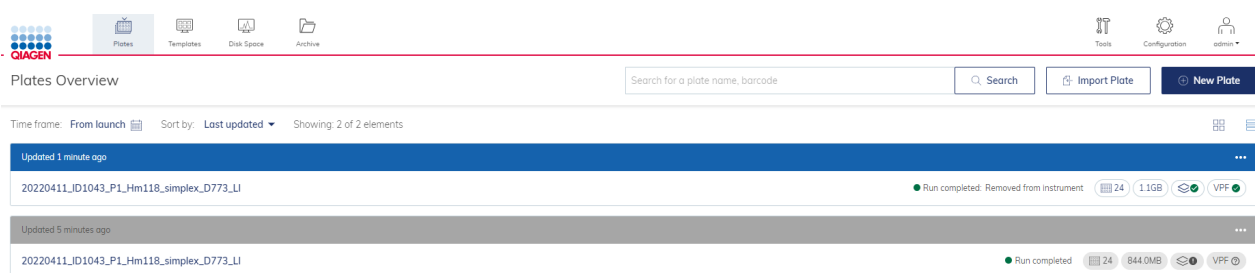 QIAGEN
Plates Templates Disk Space Archive Tools Configuration admin
Plates Overview Search for a plate name, barcode Search Import Plate New Plate
Time frame: From launch Sort by: Last updated Showing: 2 of 2 elements
Updated 1 minute ago
20220411_ID1043_P1_Hm118_simplex_D773_LI Run completed: Removed from instrument 24 1.1GB VPF
Updated 5 minutes ago
20220411_ID1043_P1_Hm118_simplex_D773_LI Run completed 24 844.0MB VPF